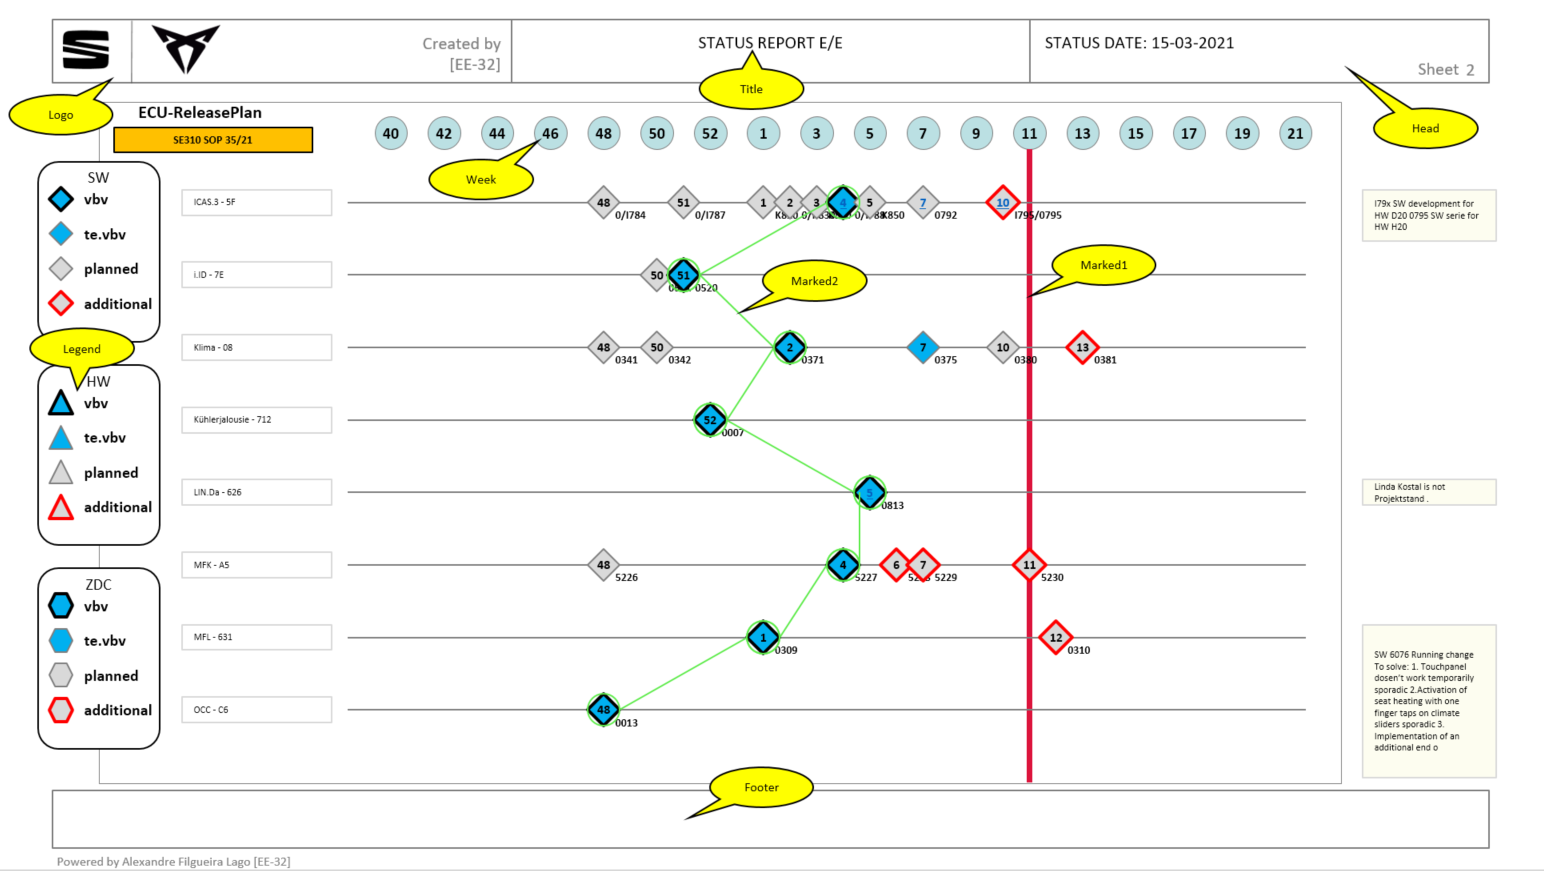 Created by
[EE-32]
STATUS REPORT E/E
STATUS DATE: 15-03-2021
Sheet 2
Title
Logo
Head
ECU-ReleasePlan
SE310 SOP 35/21
40 42 44 46 48 50 52 1 3 5 7 9 11 13 15 17 19 21
Week
SW
vbv
te.vbv
planned
additional
Legend
HW
vbv
te.vbv
planned
additional
ZDC
vbv
te.vbv
planned
additional
ICAS.3 - 5F
48 51 1 2 3 4 5 7 10
0/I784 0/I787 K850 0792 I795/0795
I79x SW development for
HW D20 0795 SW serie for
HW H20
Marked1
Marked2
i.ID - 7E
50 51
0520
Klima - 08
48 50 2 7 10 13
0341 0342 0371 0375 0380 0381
Kühlerjalousie - 712
52
0007
LIN.Da - 626
5
0813
Linda Kostal is not
Projektstand .
MFK - A5
48 4 6 7 11
5226 5227 5229 5230
MFL - 631
1 12
0309 0310
SW 6076 Running change
To solve: 1. Touchpanel
dosen't work temporarily
sporadic 2.Activation of
seat heating with one
finger taps on climate
sliders sporadic 3.
Implementation of an
additional end o
OCC - C6
48
0013
Footer
Powered by Alexandre Filgueira Lago [EE-32]